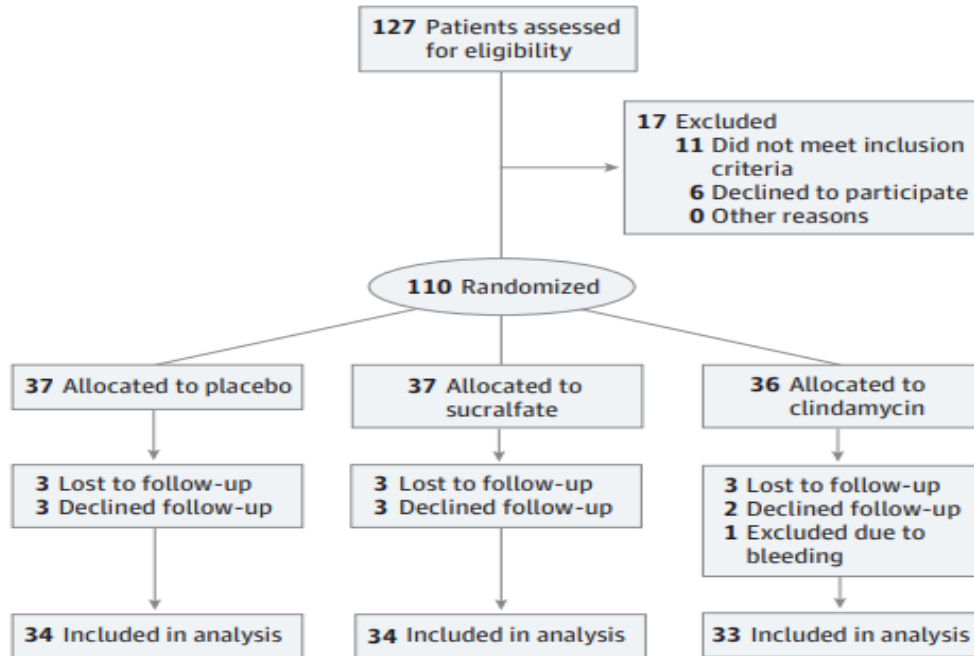 127 Patients assessed
for eligibility
17 Excluded
11 Did not meet inclusion
criteria
6 Declined to participate
0 Other reasons
110 Randomized
37 Allocated to placebo
37 Allocated to
sucralfate
36 Allocated to
clindamycin
3 Lost to follow-up
3 Declined follow-up
3 Lost to follow-up
3 Declined follow-up
3 Lost to follow-up
2 Declined follow-up
1 Excluded due to
bleeding
34 Included in analysis
34 Included in analysis
33 Included in analysis